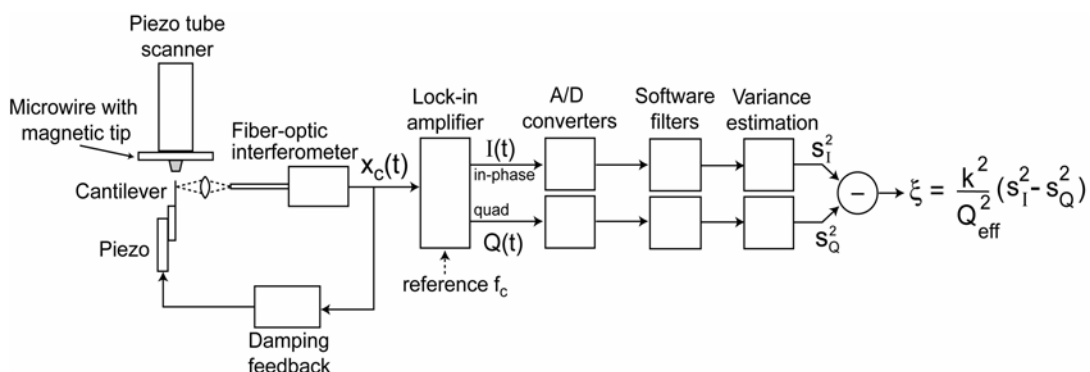 Piezo tube
scanner
Microwire with
magnetic tip
Fiber-optic
interferometer
Cantilever
Piezo
x_c(t)
Damping
feedback
Lock-in
amplifier
I(t)
in-phase
quad
Q(t)
reference f_c
A/D
converters
Software
filters
Variance
estimation
s_I^2
s_Q^2
−
ξ = k^2/Q_eff^2 (s_I^2 - s_Q^2)